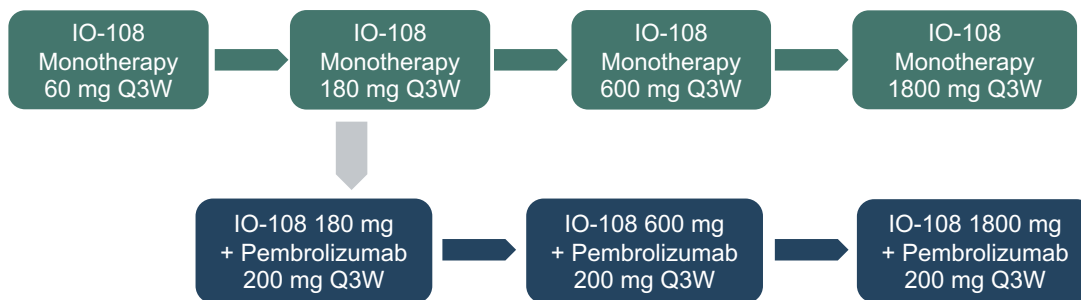 IO-108
Monotherapy
60 mg Q3W
IO-108
Monotherapy
180 mg Q3W
IO-108
Monotherapy
600 mg Q3W
IO-108
Monotherapy
1800 mg Q3W
IO-108 180 mg
+ Pembrolizumab
200 mg Q3W
IO-108 600 mg
+ Pembrolizumab
200 mg Q3W
IO-108 1800 mg
+ Pembrolizumab
200 mg Q3W